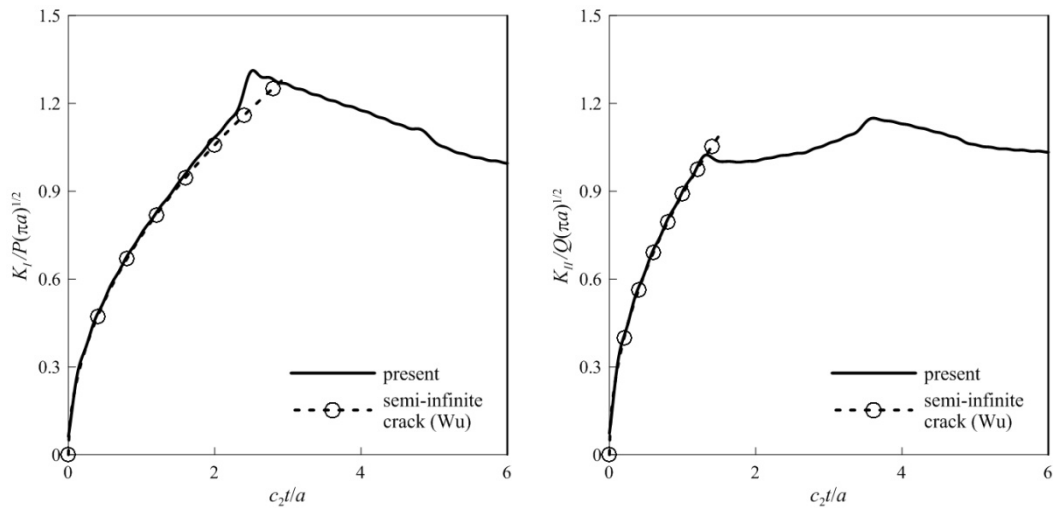 1.5
1.2
0.9
0.6
0.3
0
K_I/P(πa)^{1/2}
present
semi-infinite
crack (Wu)
0 2 4 6
c_2t/a
1.5
1.2
0.9
0.6
0.3
0
K_{II}/Q(πa)^{1/2}
present
semi-infinite
crack (Wu)
0 2 4 6
c_2t/a